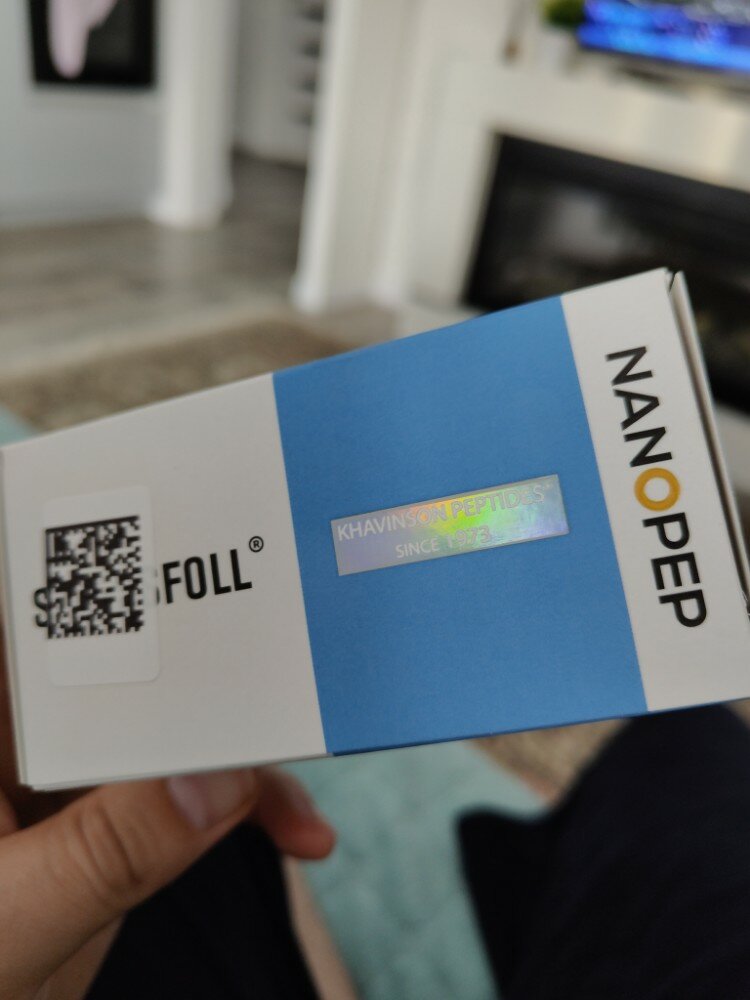 FOLL®
KHAVINSON PEPTIDES
SINCE 1973
NANOPEP